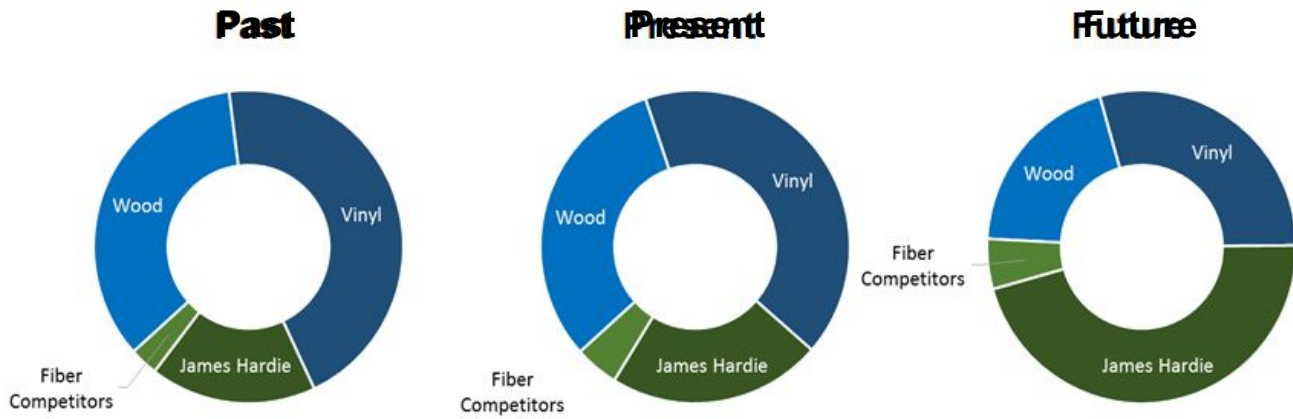 Past
Present
Future
Wood
Vinyl
James Hardie
Fiber
Competitors
Wood
Vinyl
James Hardie
Fiber
Competitors
Wood
Vinyl
Fiber
Competitors
James Hardie